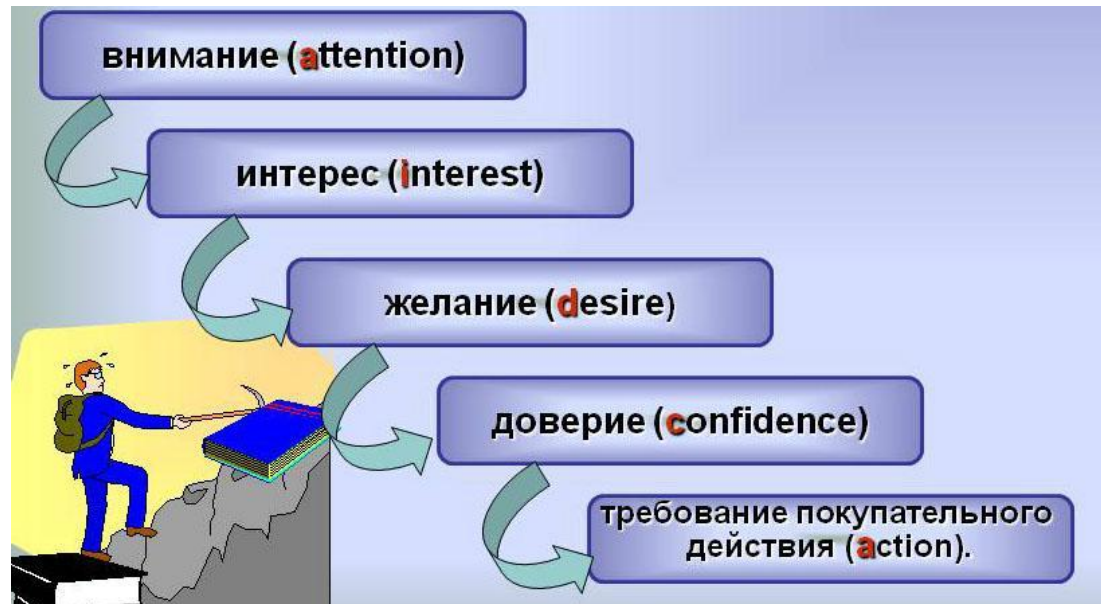 внимание (attention)
интерес (interest)
желание (desire)
доверие (confidence)
требование покупательного
действия (action).